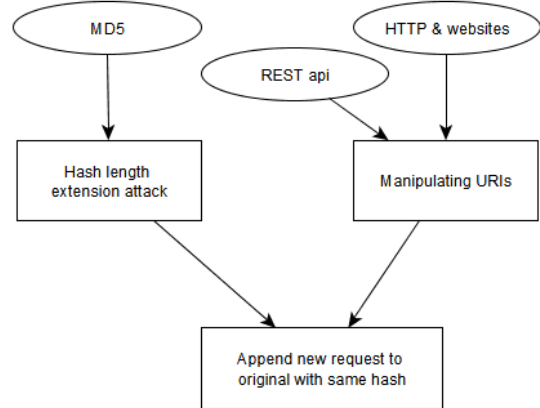 MD5
HTTP & websites
REST api
Hash length
extension attack
Manipulating URIs
Append new request to
original with same hash